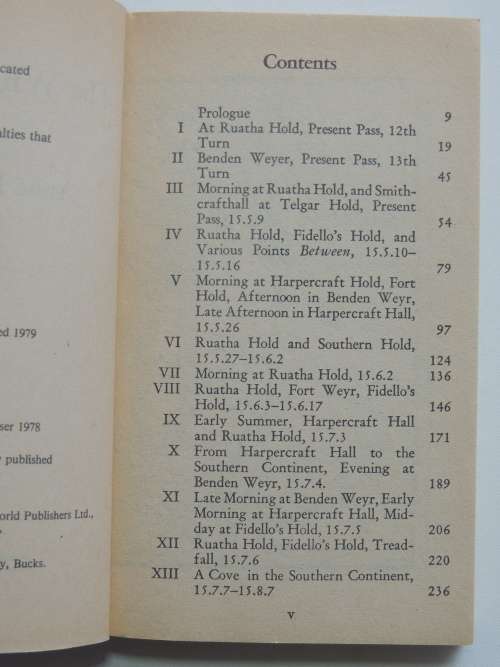 cated
alties that
ed 1979
ser 1978
published
orld Publishers Ltd.,
y, Bucks.
Contents
Prologue 9
I At Ruatha Hold, Present Pass, 12th
Turn 19
II Benden Weyer, Present Pass, 13th
Turn 45
III Morning at Ruatha Hold, and Smith-
crafthall at Telgar Hold, Present
Pass, 15.5.9 54
IV Ruatha Hold, Fidello's Hold, and
Various Points Between, 15.5.10–
15.5.16 79
V Morning at Harpercraft Hold, Fort
Hold, Afternoon in Benden Weyr,
Late Afternoon in Harpercraft Hall,
15.5.26 97
VI Ruatha Hold and Southern Hold,
15.5.27–15.6.2 124
VII Morning at Ruatha Hold, 15.6.2 136
VIII Ruatha Hold, Fort Weyr, Fidello's
Hold, 15.6.3–15.6.17 146
IX Early Summer, Harpercraft Hall
and Ruatha Hold, 15.7.3 171
X From Harpercraft Hall to the
Southern Continent, Evening at
Benden Weyr, 15.7.4. 189
XI Late Morning at Benden Weyr, Early
Morning at Harpercraft Hall, Mid-
day at Fidello's Hold, 15.7.5 206
XII Ruatha Hold, Fidello's Hold, Tread-
fall, 15.7.6 220
XIII A Cove in the Southern Continent,
15.7.7–15.8.7 236
v